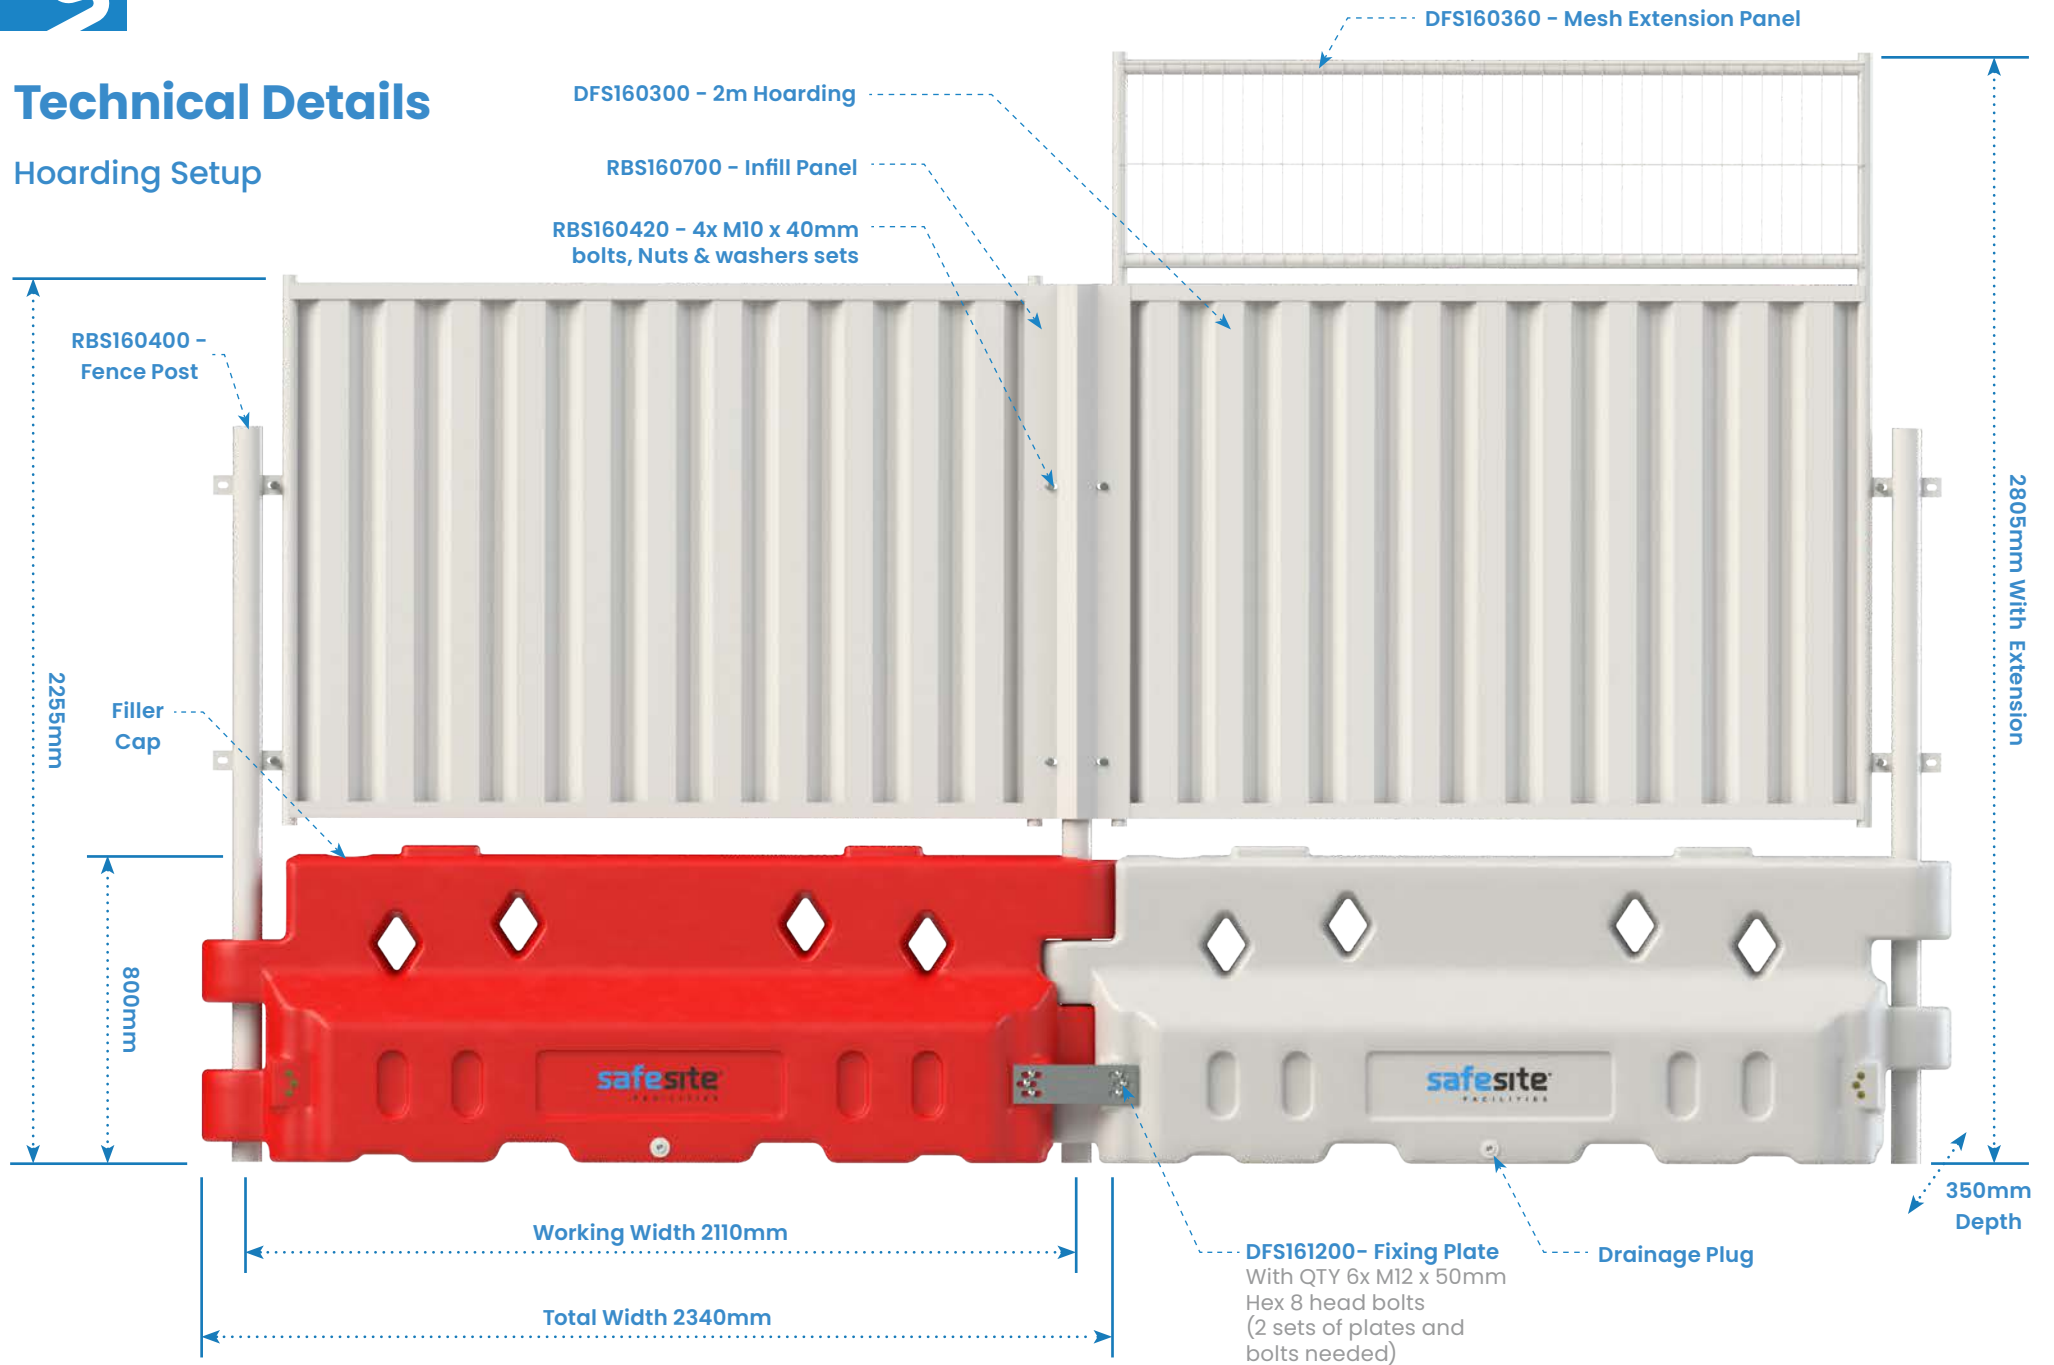 Technical Details
Hoarding Setup
DFS160360 - Mesh Extension Panel
DFS160300 - 2m Hoarding
RBS160700 - Infill Panel
RBS160420 - 4x M10 x 40mm
bolts, Nuts & washers sets
RBS160400 -
Fence Post
Filler
Cap
2255mm
800mm
2805mm With Extension
safesite
FACILITIES
safesite
FACILITIES
350mm
Depth
Working Width 2110mm
Total Width 2340mm
DFS161200- Fixing Plate
With QTY 6x M12 x 50mm
Hex 8 head bolts
(2 sets of plates and
bolts needed)
Drainage Plug